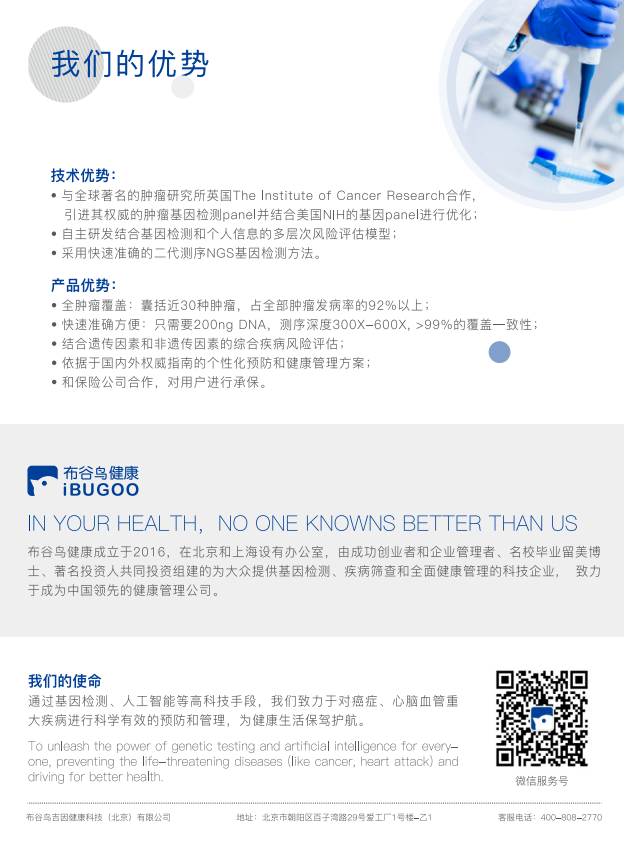 我们的优势
技术优势：
• 与全球著名的肿瘤研究所英国The Institute of Cancer Research合作，
引进其权威的肿瘤基因检测panel并结合美国NIH的基因panel进行优化；
• 自主研发结合基因检测和个人信息的多层次风险评估模型；
• 采用快速准确的二代测序NGS基因检测方法。
产品优势：
• 全肿瘤覆盖：囊括近30种肿瘤，占全部肿瘤发病率的92%以上；
• 快速准确方便：只需要200ng DNA，测序深度300X–600X, >99%的覆盖一致性；
• 结合遗传因素和非遗传因素的综合疾病风险评估；
• 依据于国内外权威指南的个性化预防和健康管理方案；
• 和保险公司合作，对用户进行承保。
布谷鸟健康
iBUGOO
IN YOUR HEALTH，NO ONE KNOWNS BETTER THAN US
布谷鸟健康成立于2016，在北京和上海设有办公室，由成功创业者和企业管理者、名校毕业留美博
士、著名投资人共同投资组建的为大众提供基因检测、疾病筛查和全面健康管理的科技企业， 致力
于成为中国领先的健康管理公司。
我们的使命
通过基因检测、人工智能等高科技手段，我们致力于对癌症、心脑血管重
大疾病进行科学有效的预防和管理，为健康生活保驾护航。
To unleash the power of genetic testing and artificial intelligence for every–
one, preventing the life–threatening diseases (like cancer, heart attack) and
driving for better health.
微信服务号
布谷鸟吉因健康科技（北京）有限公司
地址：北京市朝阳区百子湾路29号爱工厂1号楼–乙1
客服电话：400–808–2770